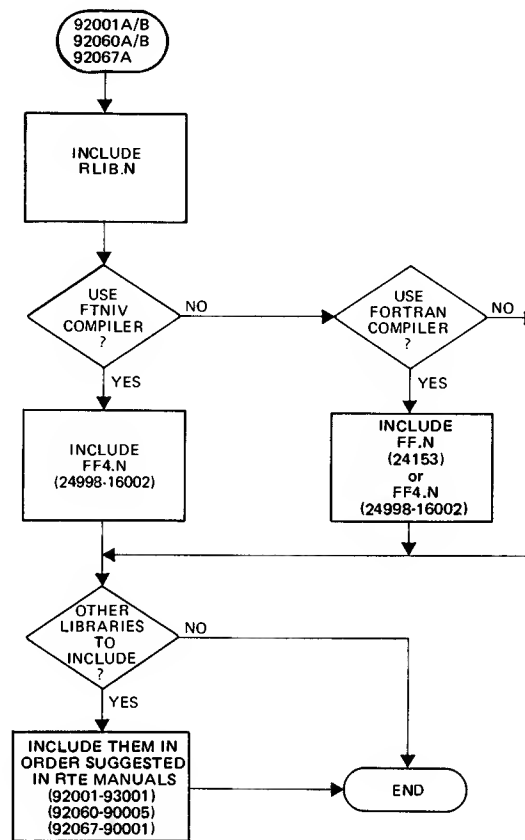 92001A/B
92060A/B
92067A
INCLUDE
RLIB.N
USE
FTNIV
COMPILER
?
NO
YES
USE
FORTRAN
COMPILER
?
NO
YES
INCLUDE
FF4.N
(24998-16002)
INCLUDE
FF.N
(24153)
or
FF4.N
(24998-16002)
OTHER
LIBRARIES
TO
INCLUDE
?
NO
YES
INCLUDE THEM IN
ORDER SUGGESTED
IN RTE MANUALS
(92001-93001)
(92060-90005)
(92067-90001)
END